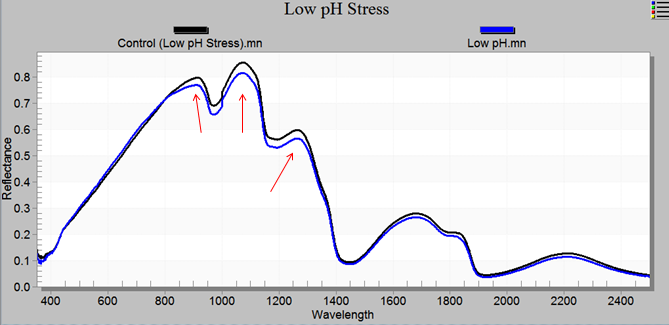 Low pH Stress
Control (Low pH Stress).mn
Low pH.mn
Reflectance
0.8
0.7
0.6
0.5
0.4
0.3
0.2
0.1
0.0
400 600 800 1000 1200 1400 1600 1800 2000 2200 2400
Wavelength